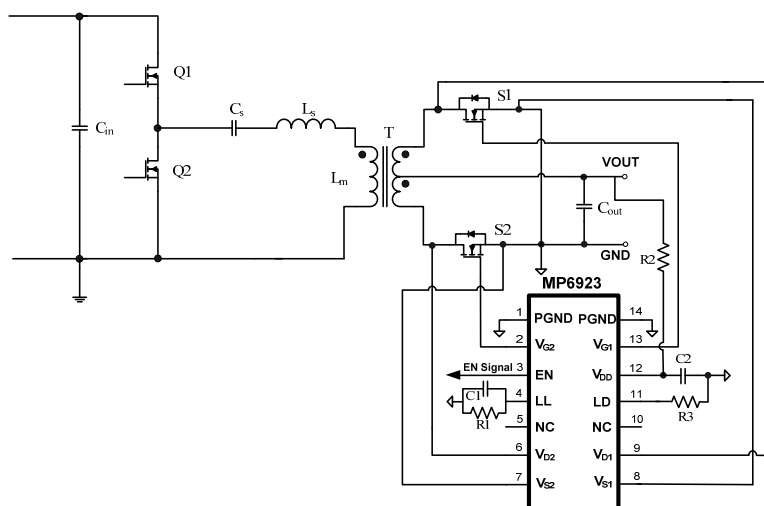 Q1
S1
Cs
Ls
Cin
T
VOUT
Q2
Lm
Cout
S2
R2
GND
MP6923
1 PGND PGND 14
2 VG2 VG1 13
C2
EN Signal 3 EN VDD 12
C1
4 LL LD 11
R1
R3
5 NC NC 10
6 VD2 VD1 9
7 VS2 VS1 8